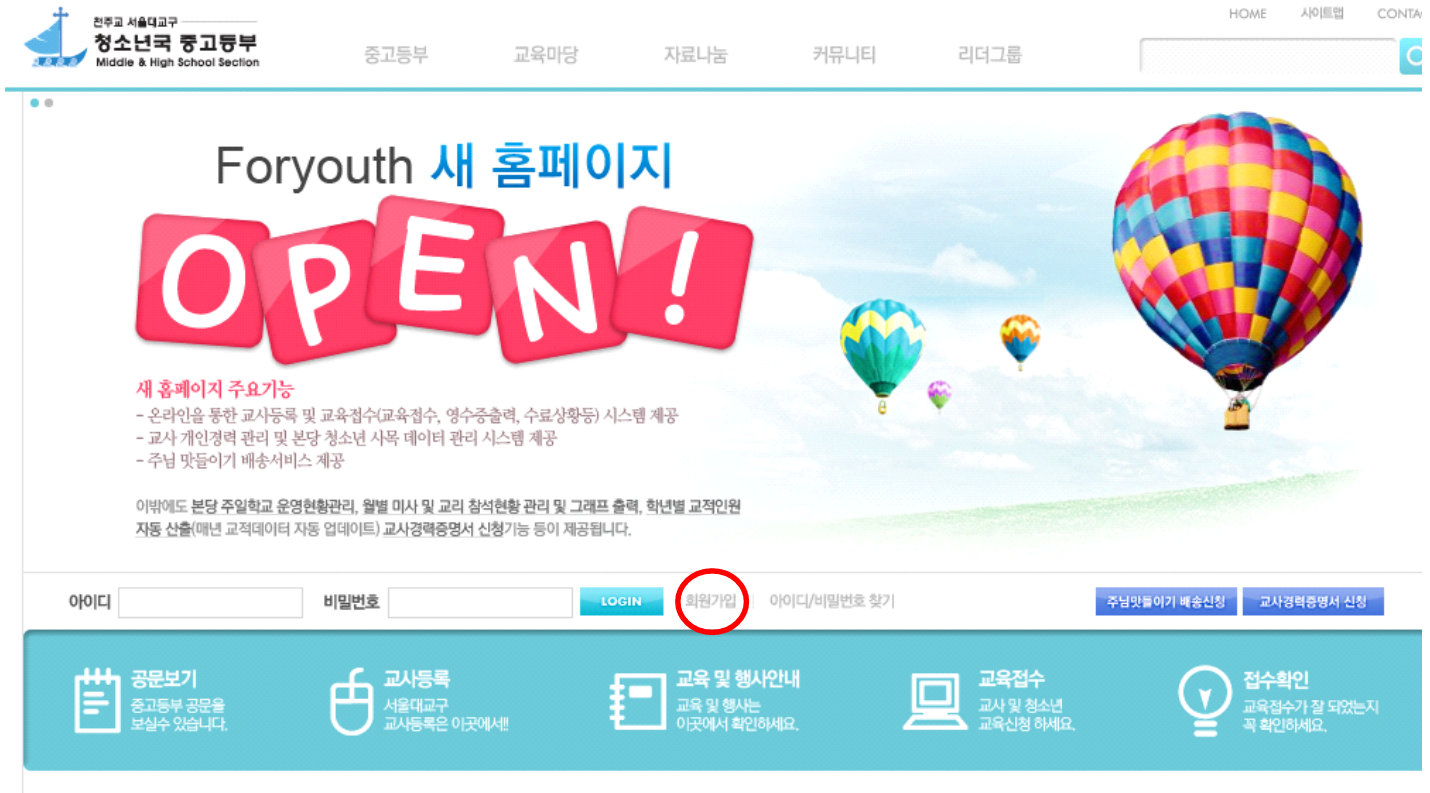 HOME 사이트맵 CONTA
천주교 서울대교구
청소년국 중고등부
Middle & High School Section
중고등부 교육마당 자료나눔 커뮤니티 리더그룹
Foryouth 새 홈페이지
OPEN!
새 홈페이지 주요기능
- 온라인을 통한 교사등록 및 교육접수(교육접수, 영수증출력, 수료상황등) 시스템 제공
- 교사 개인경력 관리 및 본당 청소년 사목 데이터 관리 시스템 제공
- 주님 맛들이기 배송서비스 제공
이밖에도 본당 주일학교 운영현황관리, 월별 미사 및 교리 참석현황 관리 및 그래프 출력, 학년별 교적인원
자동 산출(매년 교적데이터 자동 업데이트) 교사경력증명서 신청기능 등이 제공됩니다.
아이디 비밀번호 LOGIN 회원가입 아이디/비밀번호 찾기 주님맛들이기 배송신청 교사경력증명서 신청
공문보기
중고등부 공문을
보실수 있습니다.
교사등록
서울대교구
교사등록은 이곳에서!!
교육 및 행사안내
교육 및 행사는
이곳에서 확인하세요.
교육접수
교사 및 청소년
교육신청 하세요.
접수확인
교육접수가 잘 되었는지
꼭 확인하세요.